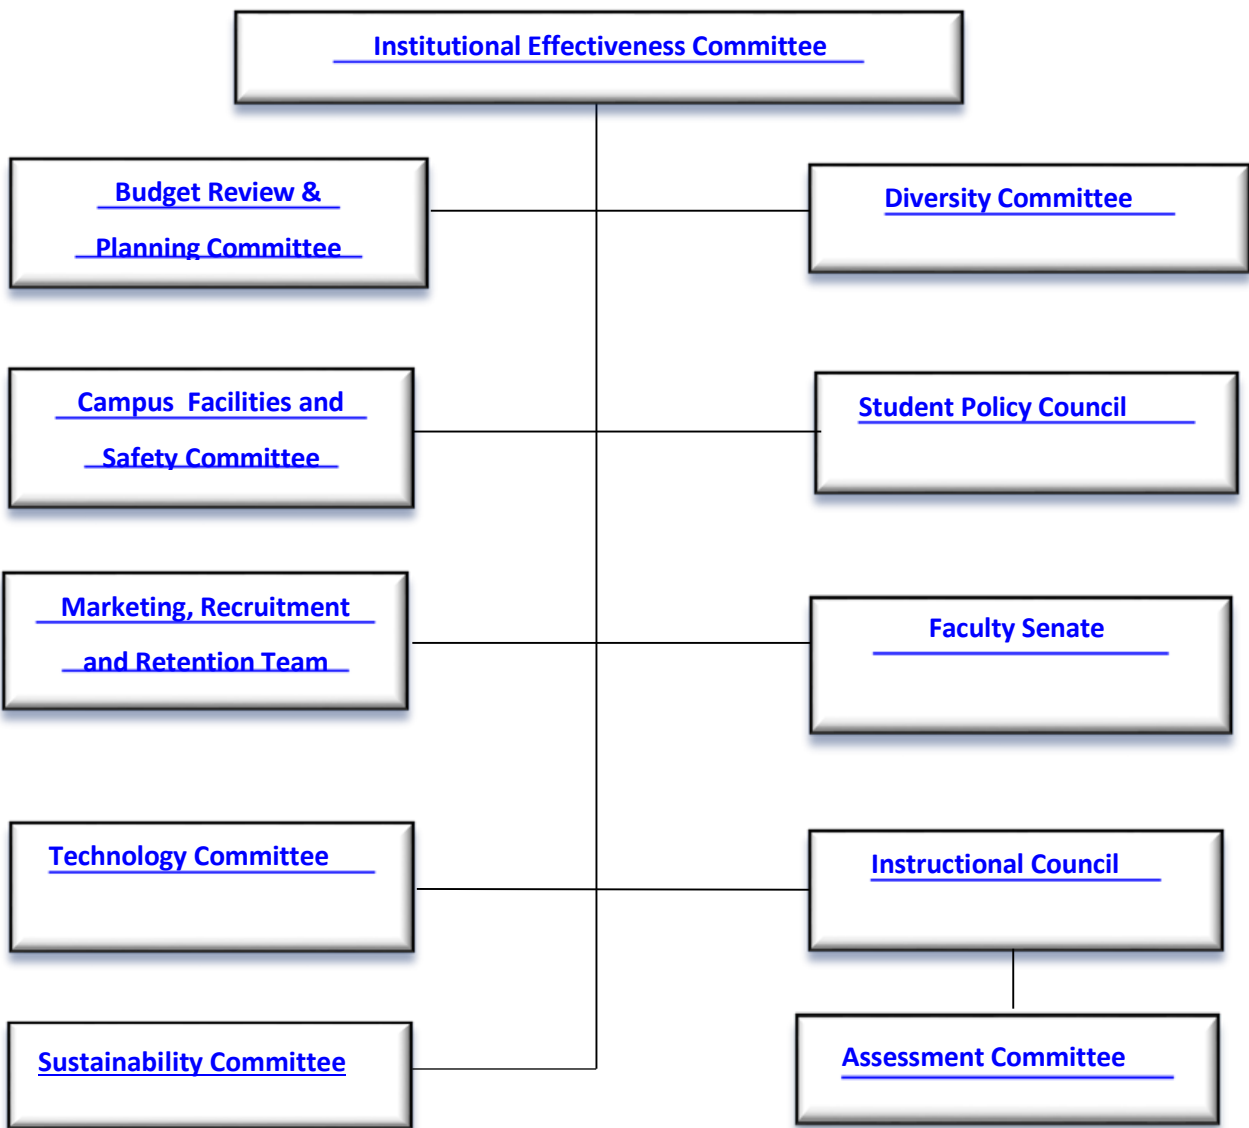 Institutional Effectiveness Committee
Budget Review &
Planning Committee
Diversity Committee
Campus Facilities and
Safety Committee
Student Policy Council
Marketing, Recruitment
and Retention Team
Faculty Senate
Technology Committee
Instructional Council
Sustainability Committee
Assessment Committee